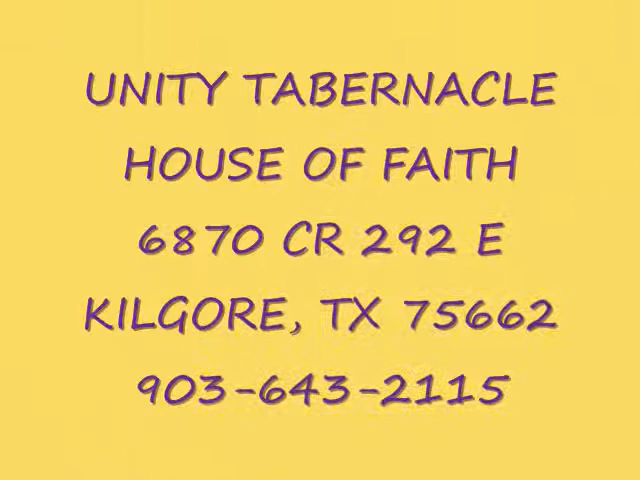 UNITY TABERNACLE
HOUSE OF FAITH
6870 CR 292 E
KILGORE, TX 75662
903-643-2115